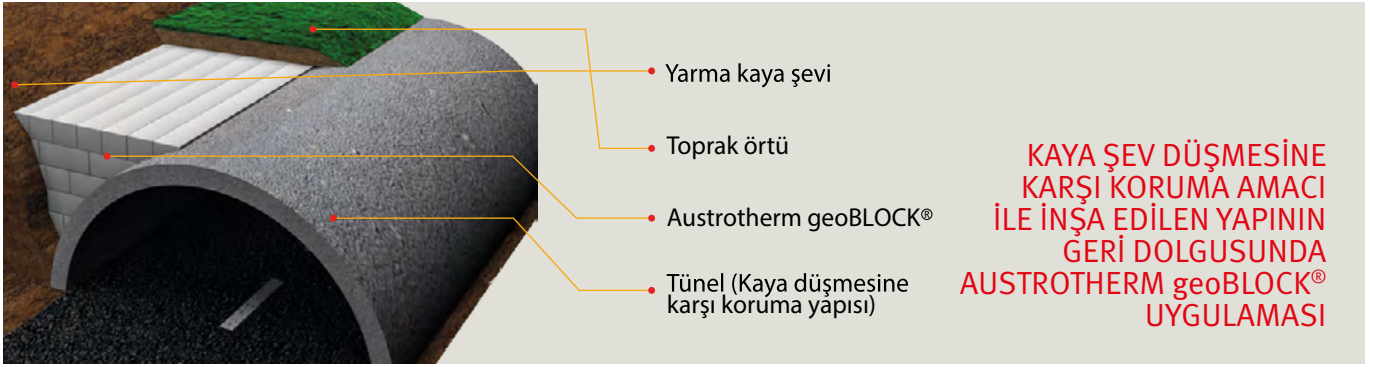 Yarma kaya şevi
Toprak örtü
Austrotherm geoBLOCK®
Tünel (Kaya düşmesine
karşı koruma yapısı)
KAYA ŞEV DÜŞMESİNE
KARŞI KORUMA AMACI
İLE İNŞA EDİLEN YAPININ
GERİ DOLGUSUNDA
AUSTROTHERM geoBLOCK®
UYGULAMASI